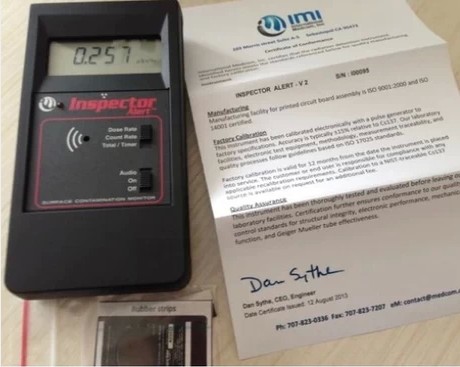 0.257
Inspector
Alert
Dose Rate
Count Rate
Total / Timer
Audio
On
Off
SURFACE CONTAMINATION MONITOR
Rubber strips
IMI
Certificate of Conformance
INSPECTOR ALERT - V 2 S/N : I00095
Manufacturing
Manufacturing facility for printed circuit board assembly is ISO 9001:2000 and ISO
14001 certified.
Factory Calibration
This instrument has been calibrated electronically with a pulse generator to
factory specifications. Accuracy is typically ±15% relative to Cs137. Our laboratory
facilities, electronic test equipment, methodology, measurement traceability, and
quality processes follow guidelines based on ISO 17025 standards.
Factory calibration is valid for 12 months from the date the instrument is placed
into service. The customer or end user is responsible for compliance with any
applicable recalibration requirements. Calibration to a NIST-traceable Cs137
source is available on request for an additional fee.
Quality Assurance
This instrument has been thoroughly tested and evaluated before leaving
laboratory facilities. Certification further ensures conformance to our quality
control standards for structural integrity, electronic performance, mechanical
function, and Geiger Mueller tube effectiveness.
Dan Sythe
Dan Sythe, CEO, Engineer
Date Certificate Issued: 12 August 2013
Ph: 707-823-0336 Fax: 707-823-7207 eM: contact@medcom.